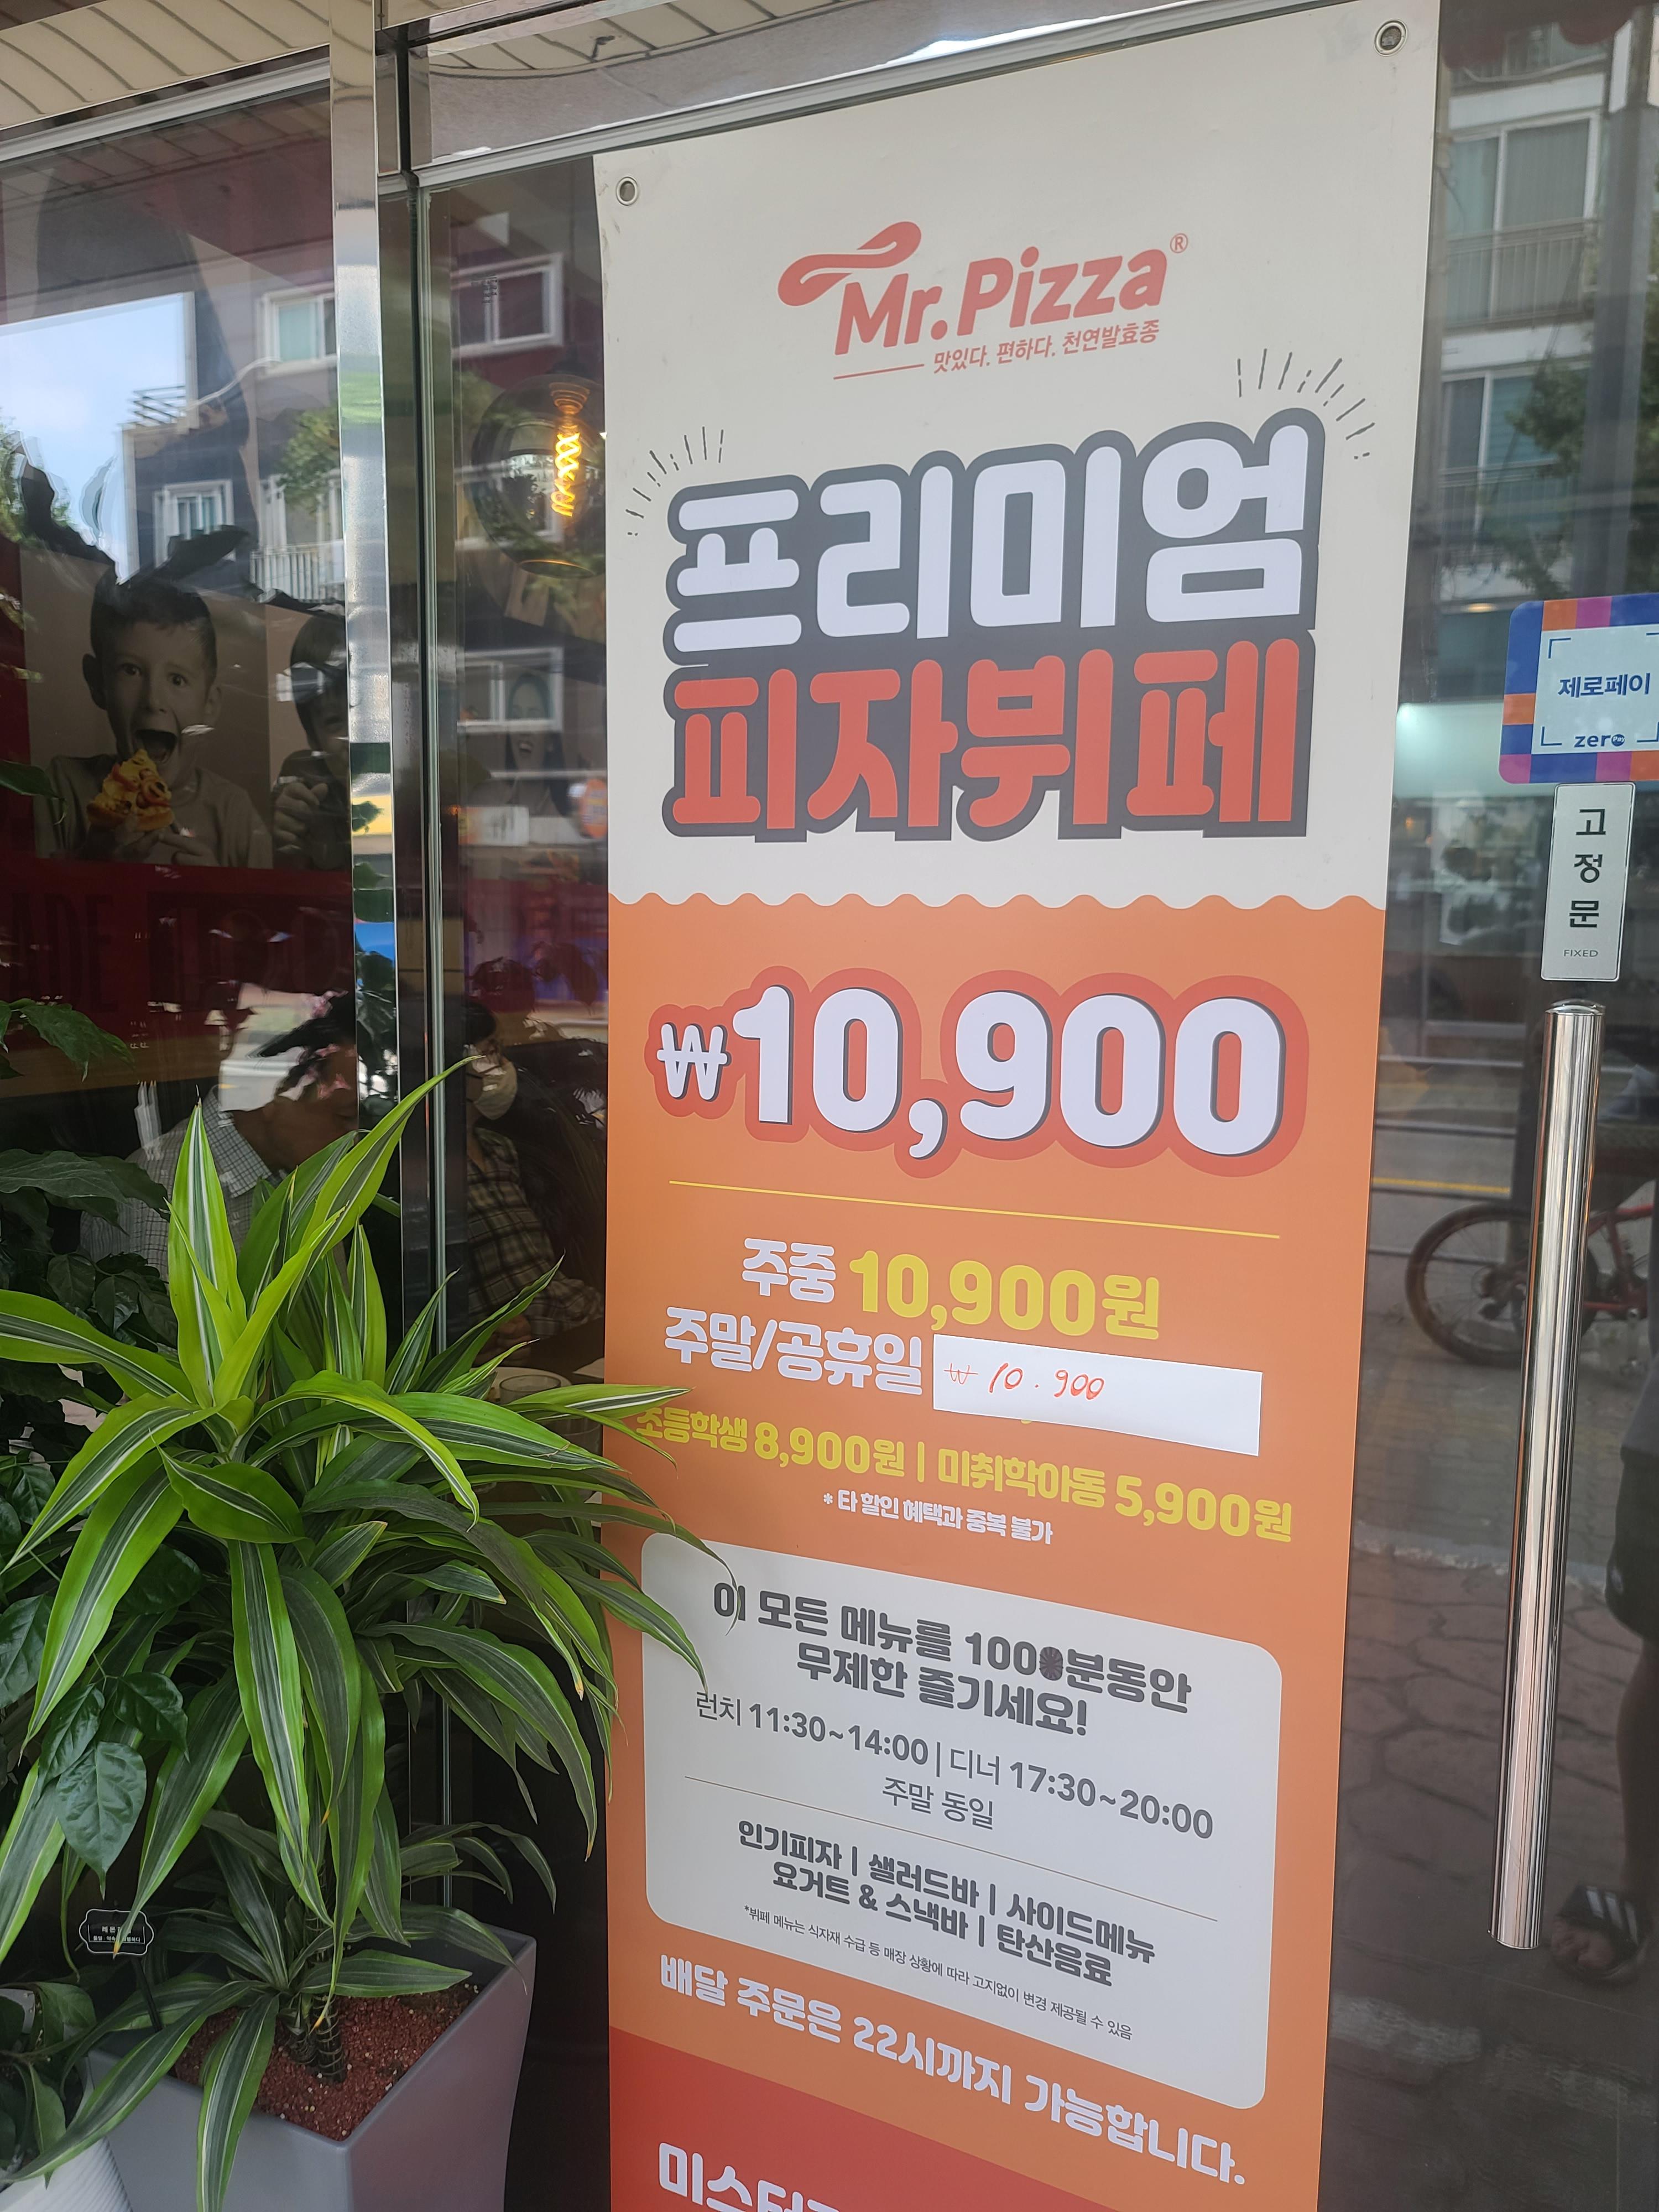 Mr. Pizza®
맛있다. 편하다. 천연발효종
프리미엄
피자뷔페
₩10,900
주중 10,900원
주말/공휴일 ₩ 10.900
초등학생 8,900원 | 미취학아동 5,900원
* 타 할인 혜택과 중복 불가
이 모든 메뉴를 100분동안
무제한 즐기세요!
런치 11:30~14:00 | 디너 17:30~20:00
주말 동일
인기피자 | 샐러드바 | 사이드메뉴
요거트 & 스낵바 | 탄산음료
*뷔페 메뉴는 식자재 수급 등 매장 상황에 따라 고지없이 변경 제공될 수 있음
배달 주문은 22시까지 가능합니다.
미스터
제로페이
zero Pay
고
정
문
FIXED